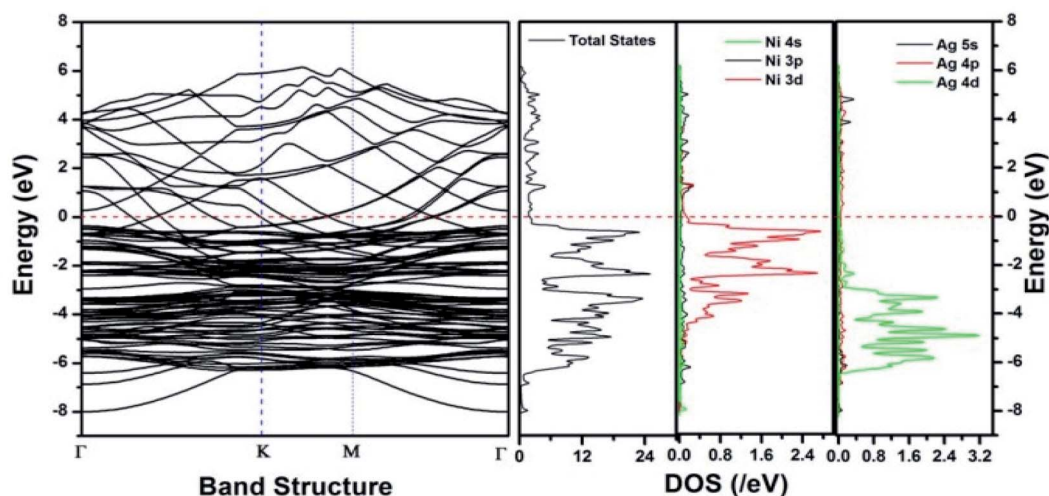 8
6
4
2
0
-2
-4
-6
-8
Energy (eV)
Γ
K
M
Γ
Band Structure
Total States
0
12
24
Ni 4s
Ni 3p
Ni 3d
0.0
0.6
1.2
1.8
2.4
Ag 5s
Ag 4p
Ag 4d
0.0
0.8
1.6
2.4
3.2
DOS (/eV)
8
6
4
2
0
-2
-4
-6
-8
Energy (eV)